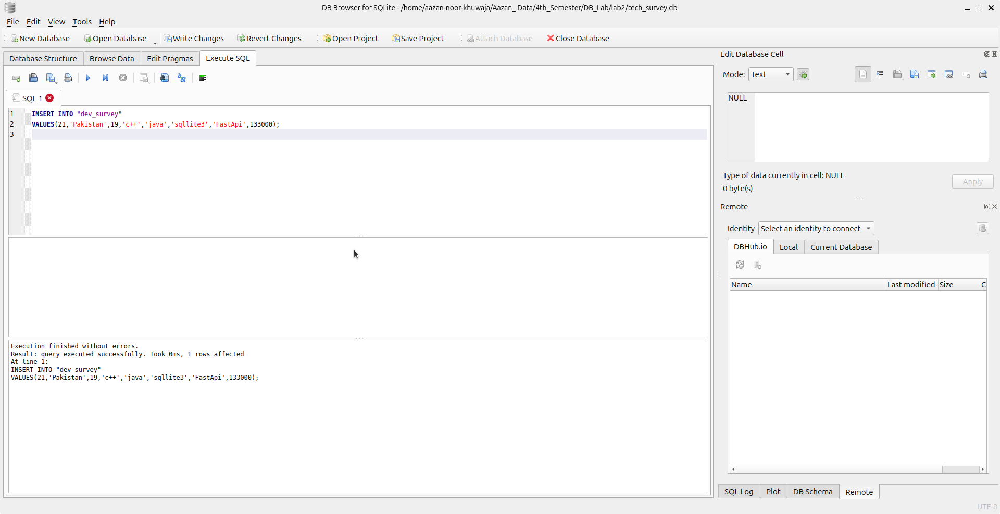 DB Browser for SQLite - /home/aazan-noor-khuwaja/Aazan_ Data/4th_Semester/DB_Lab/lab2/tech_survey.db
File Edit View Tools Help
New Database Open Database Write Changes Revert Changes Open Project Save Project Attach Database Close Database
Database Structure Browse Data Edit Pragmas Execute SQL
SQL 1
1 INSERT INTO "dev_survey"
2 VALUES(21,'Pakistan',19,'c++','java','sqllite3','FastApi',133000);
3
Execution finished without errors.
Result: query executed successfully. Took 0ms, 1 rows affected
At line 1:
INSERT INTO "dev_survey"
VALUES(21,'Pakistan',19,'c++','java','sqllite3','FastApi',133000);
Edit Database Cell
Mode: Text
NULL
Type of data currently in cell: NULL
0 byte(s)
Apply
Remote
Identity Select an identity to connect
DBHub.io Local Current Database
Name Last modified Size C
SQL Log Plot DB Schema Remote
UTF-8